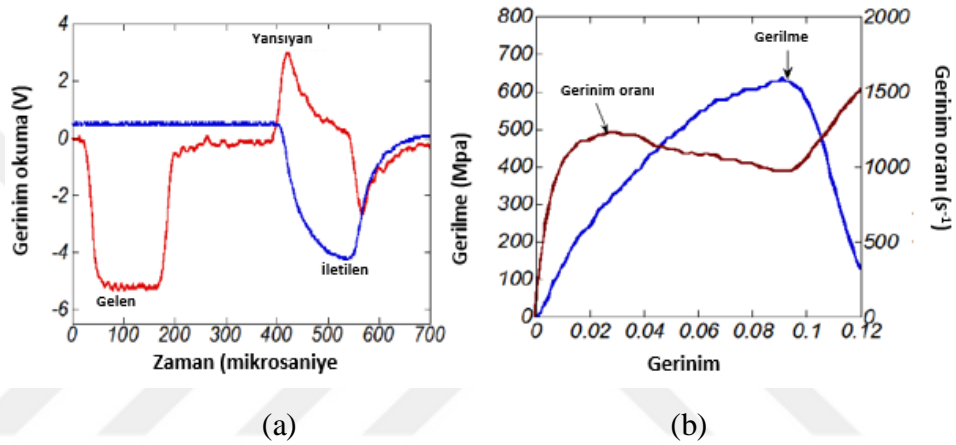 4
2
0
-2
-4
-6
Gerinim okuma (V)
Yansıyan
Gelen
İletilen
0 100 200 300 400 500 600 700
Zaman (mikrosaniye
(a)
800
700
600
500
400
300
200
100
0
Gerilme (Mpa)
Gerilme
Gerinim oranı
2000
1500
1000
500
0
Gerinim oranı (s-1)
0 0.02 0.04 0.06 0.08 0.1 0.12
Gerinim
(b)